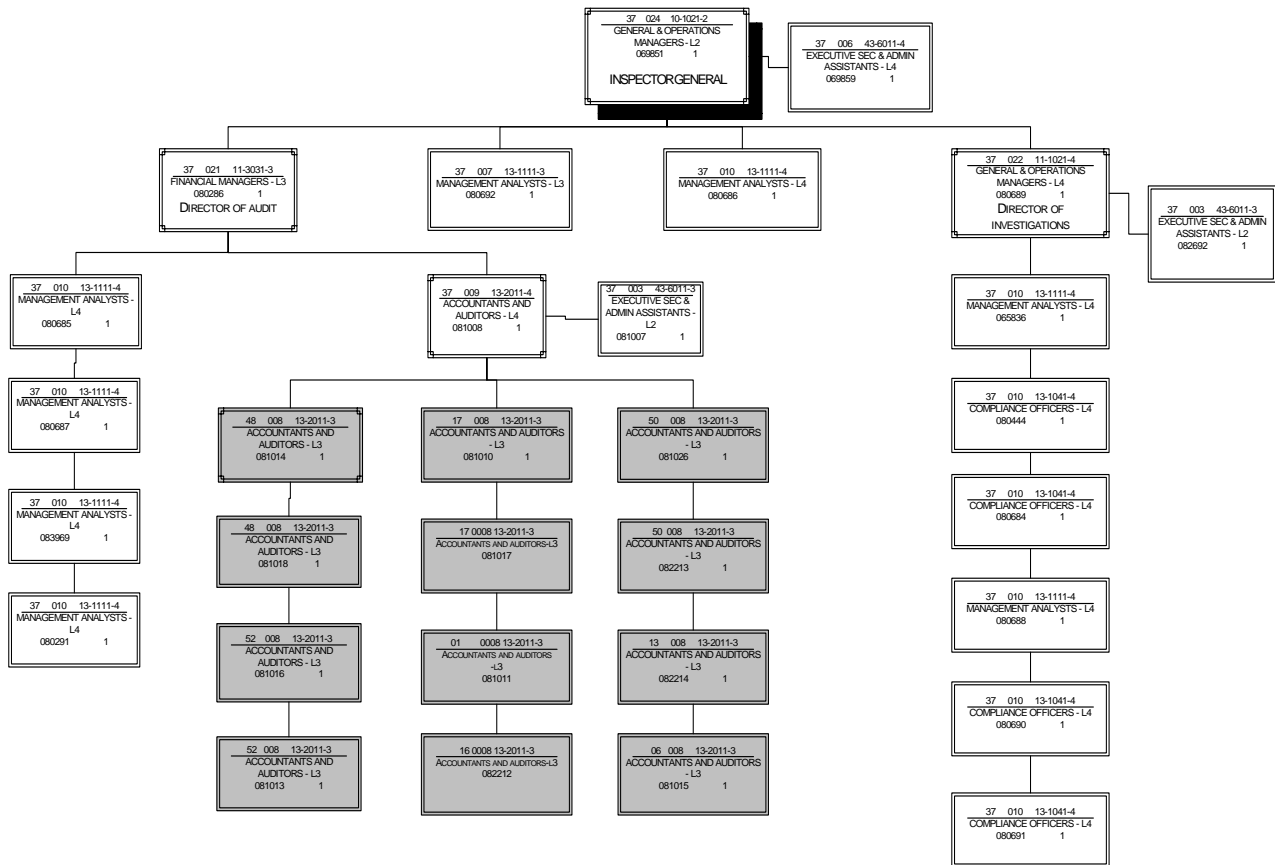 37 024 10-1021-2
GENERAL & OPERATIONS
MANAGERS - L2
069851 1
INSPECTOR GENERAL
37 006 43-6011-4
EXECUTIVE SEC & ADMIN
ASSISTANTS - L4
069859 1
37 021 11-3031-3
FINANCIAL MANAGERS - L3
080286 1
DIRECTOR OF AUDIT
37 007 13-1111-3
MANAGEMENT ANALYSTS - L3
080692 1
37 010 13-1111-4
MANAGEMENT ANALYSTS - L4
080686 1
37 022 11-1021-4
GENERAL & OPERATIONS
MANAGERS - L4
080689 1
DIRECTOR OF
INVESTIGATIONS
37 003 43-6011-3
EXECUTIVE SEC & ADMIN
ASSISTANTS - L2
082692 1
37 010 13-1111-4
MANAGEMENT ANALYSTS -
L4
080685 1
37 009 13-2011-4
ACCOUNTANTS AND
AUDITORS - L4
081008 1
37 003 43-6011-3
EXECUTIVE SEC &
ADMIN ASSISTANTS -
L2
081007 1
37 010 13-1111-4
MANAGEMENT ANALYSTS - L4
065836 1
37 010 13-1111-4
MANAGEMENT ANALYSTS -
L4
080687 1
48 008 13-2011-3
ACCOUNTANTS AND
AUDITORS - L3
081014 1
17 008 13-2011-3
ACCOUNTANTS AND AUDITORS
- L3
081010 1
50 008 13-2011-3
ACCOUNTANTS AND AUDITORS
- L3
081026 1
37 010 13-1041-4
COMPLIANCE OFFICERS - L4
080444 1
37 010 13-1111-4
MANAGEMENT ANALYSTS -
L4
083969 1
48 008 13-2011-3
ACCOUNTANTS AND
AUDITORS - L3
081018 1
17 0008 13-2011-3
ACCOUNTANTS AND AUDITORS-L3
081017
50 008 13-2011-3
ACCOUNTANTS AND AUDITORS
- L3
082213 1
37 010 13-1041-4
COMPLIANCE OFFICERS - L4
080684 1
37 010 13-1111-4
MANAGEMENT ANALYSTS -
L4
080291 1
52 008 13-2011-3
ACCOUNTANTS AND
AUDITORS - L3
081016 1
01 0008 13-2011-3
ACCOUNTANTS AND AUDITORS
-L3
081011
13 008 13-2011-3
ACCOUNTANTS AND AUDITORS
- L3
082214 1
37 010 13-1111-4
MANAGEMENT ANALYSTS - L4
080688 1
52 008 13-2011-3
ACCOUNTANTS AND
AUDITORS - L3
081013 1
16 0008 13-2011-3
ACCOUNTANTS AND AUDITORS-L3
082212
06 008 13-2011-3
ACCOUNTANTS AND AUDITORS
- L3
081015 1
37 010 13-1041-4
COMPLIANCE OFFICERS - L4
080690 1
37 010 13-1041-4
COMPLIANCE OFFICERS - L4
080691 1